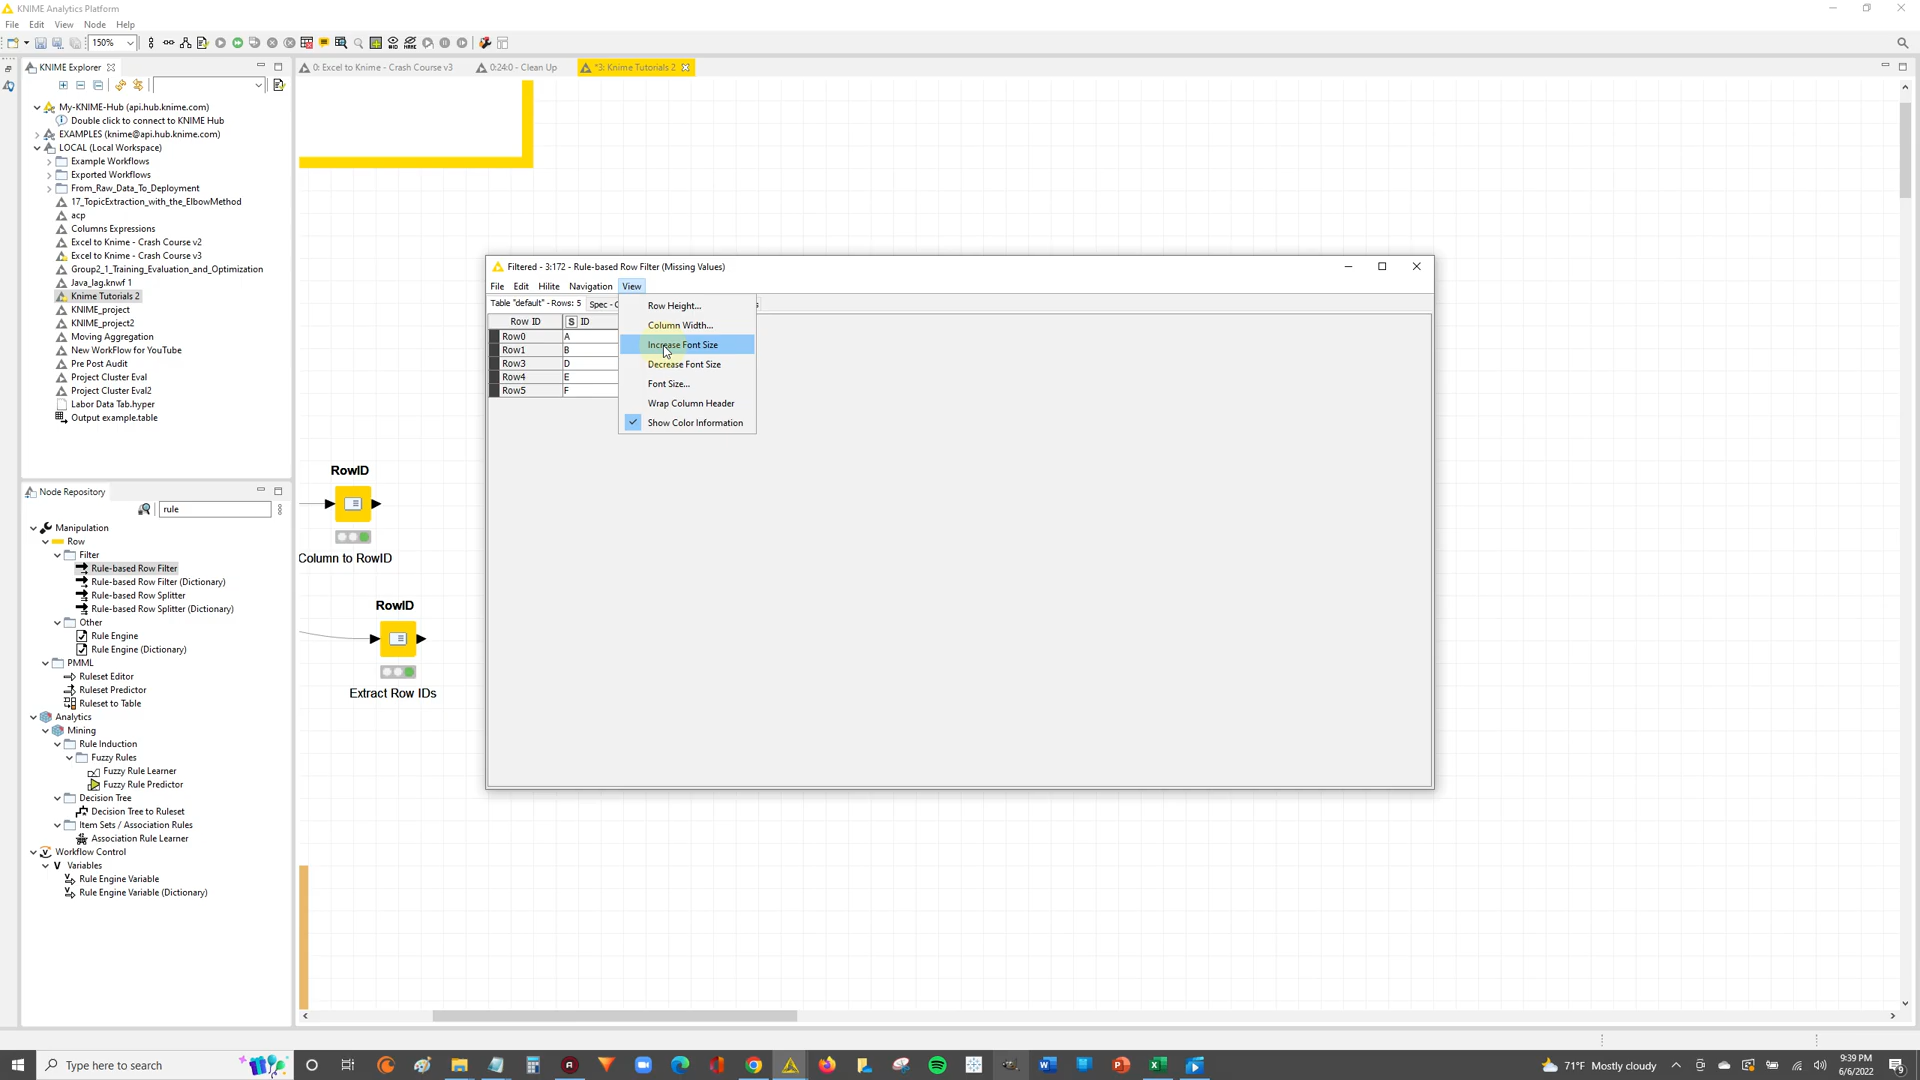 KNIME Analytics Platform
File Edit View Node Help
150%
KNIME Explorer
My-KNIME-Hub (api.hub.knime.com)
Double click to connect to KNIME Hub
EXAMPLES (knime@api.hub.knime.com)
LOCAL (Local Workspace)
Example Workflows
Exported Workflows
From_Raw_Data_To_Deployment
17_TopicExtraction_with_the_ElbowMethod
acp
Columns Expressions
Excel to Knime - Crash Course v2
Excel to Knime - Crash Course v3
Group2_1_Training_Evaluation_and_Optimization
Java_lag.knwf 1
Knime Tutorials 2
KNIME_project
KNIME_project2
Moving Aggregation
New WorkFlow for YouTube
Pre Post Audit
Project Cluster Eval
Project Cluster Eval2
Labor Data Tab.hyper
Output example.table
Node Repository
rule
Manipulation
Row
Filter
Rule-based Row Filter
Rule-based Row Filter (Dictionary)
Rule-based Row Splitter
Rule-based Row Splitter (Dictionary)
Other
Rule Engine
Rule Engine (Dictionary)
PMML
Ruleset Editor
Ruleset Predictor
Ruleset to Table
Analytics
Mining
Rule Induction
Fuzzy Rules
Fuzzy Rule Learner
Fuzzy Rule Predictor
Decision Tree
Decision Tree to Ruleset
Item Sets / Association Rules
Association Rule Learner
Workflow Control
Variables
Rule Engine Variable
Rule Engine Variable (Dictionary)
0: Excel to Knime - Crash Course v3
0:24:0 - Clean Up
*3: Knime Tutorials 2
RowID
Column to RowID
RowID
Extract Row IDs
Filtered - 3:172 - Rule-based Row Filter (Missing Values)
File Edit Hilite Navigation View
Table "default" - Rows: 5 Spec - C
Row ID S ID
Row0 A
Row1 B
Row3 D
Row4 E
Row5 F
Row Height...
Column Width...
Increase Font Size
Decrease Font Size
Font Size...
Wrap Column Header
Show Color Information
Type here to search
71°F Mostly cloudy
9:39 PM
6/6/2022